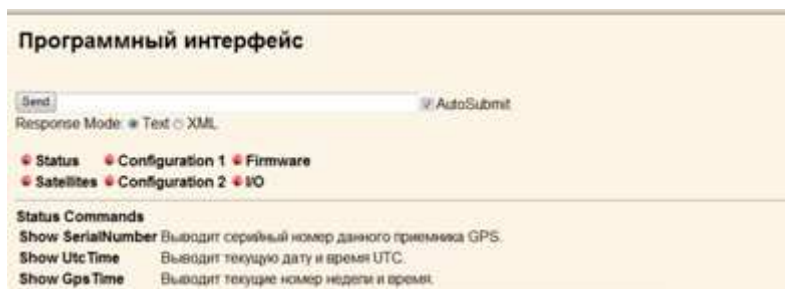 Программный интерфейс
Send AutoSubmit
Response Mode: Text XML
Status Configuration 1 Firmware
Satellites Configuration 2 I/O
Status Commands
Show SerialNumber Выводит серийный номер данного приемника GPS.
Show UtcTime Выводит текущую дату и время UTC.
Show GpsTime Выводит текущие номер недели и время.